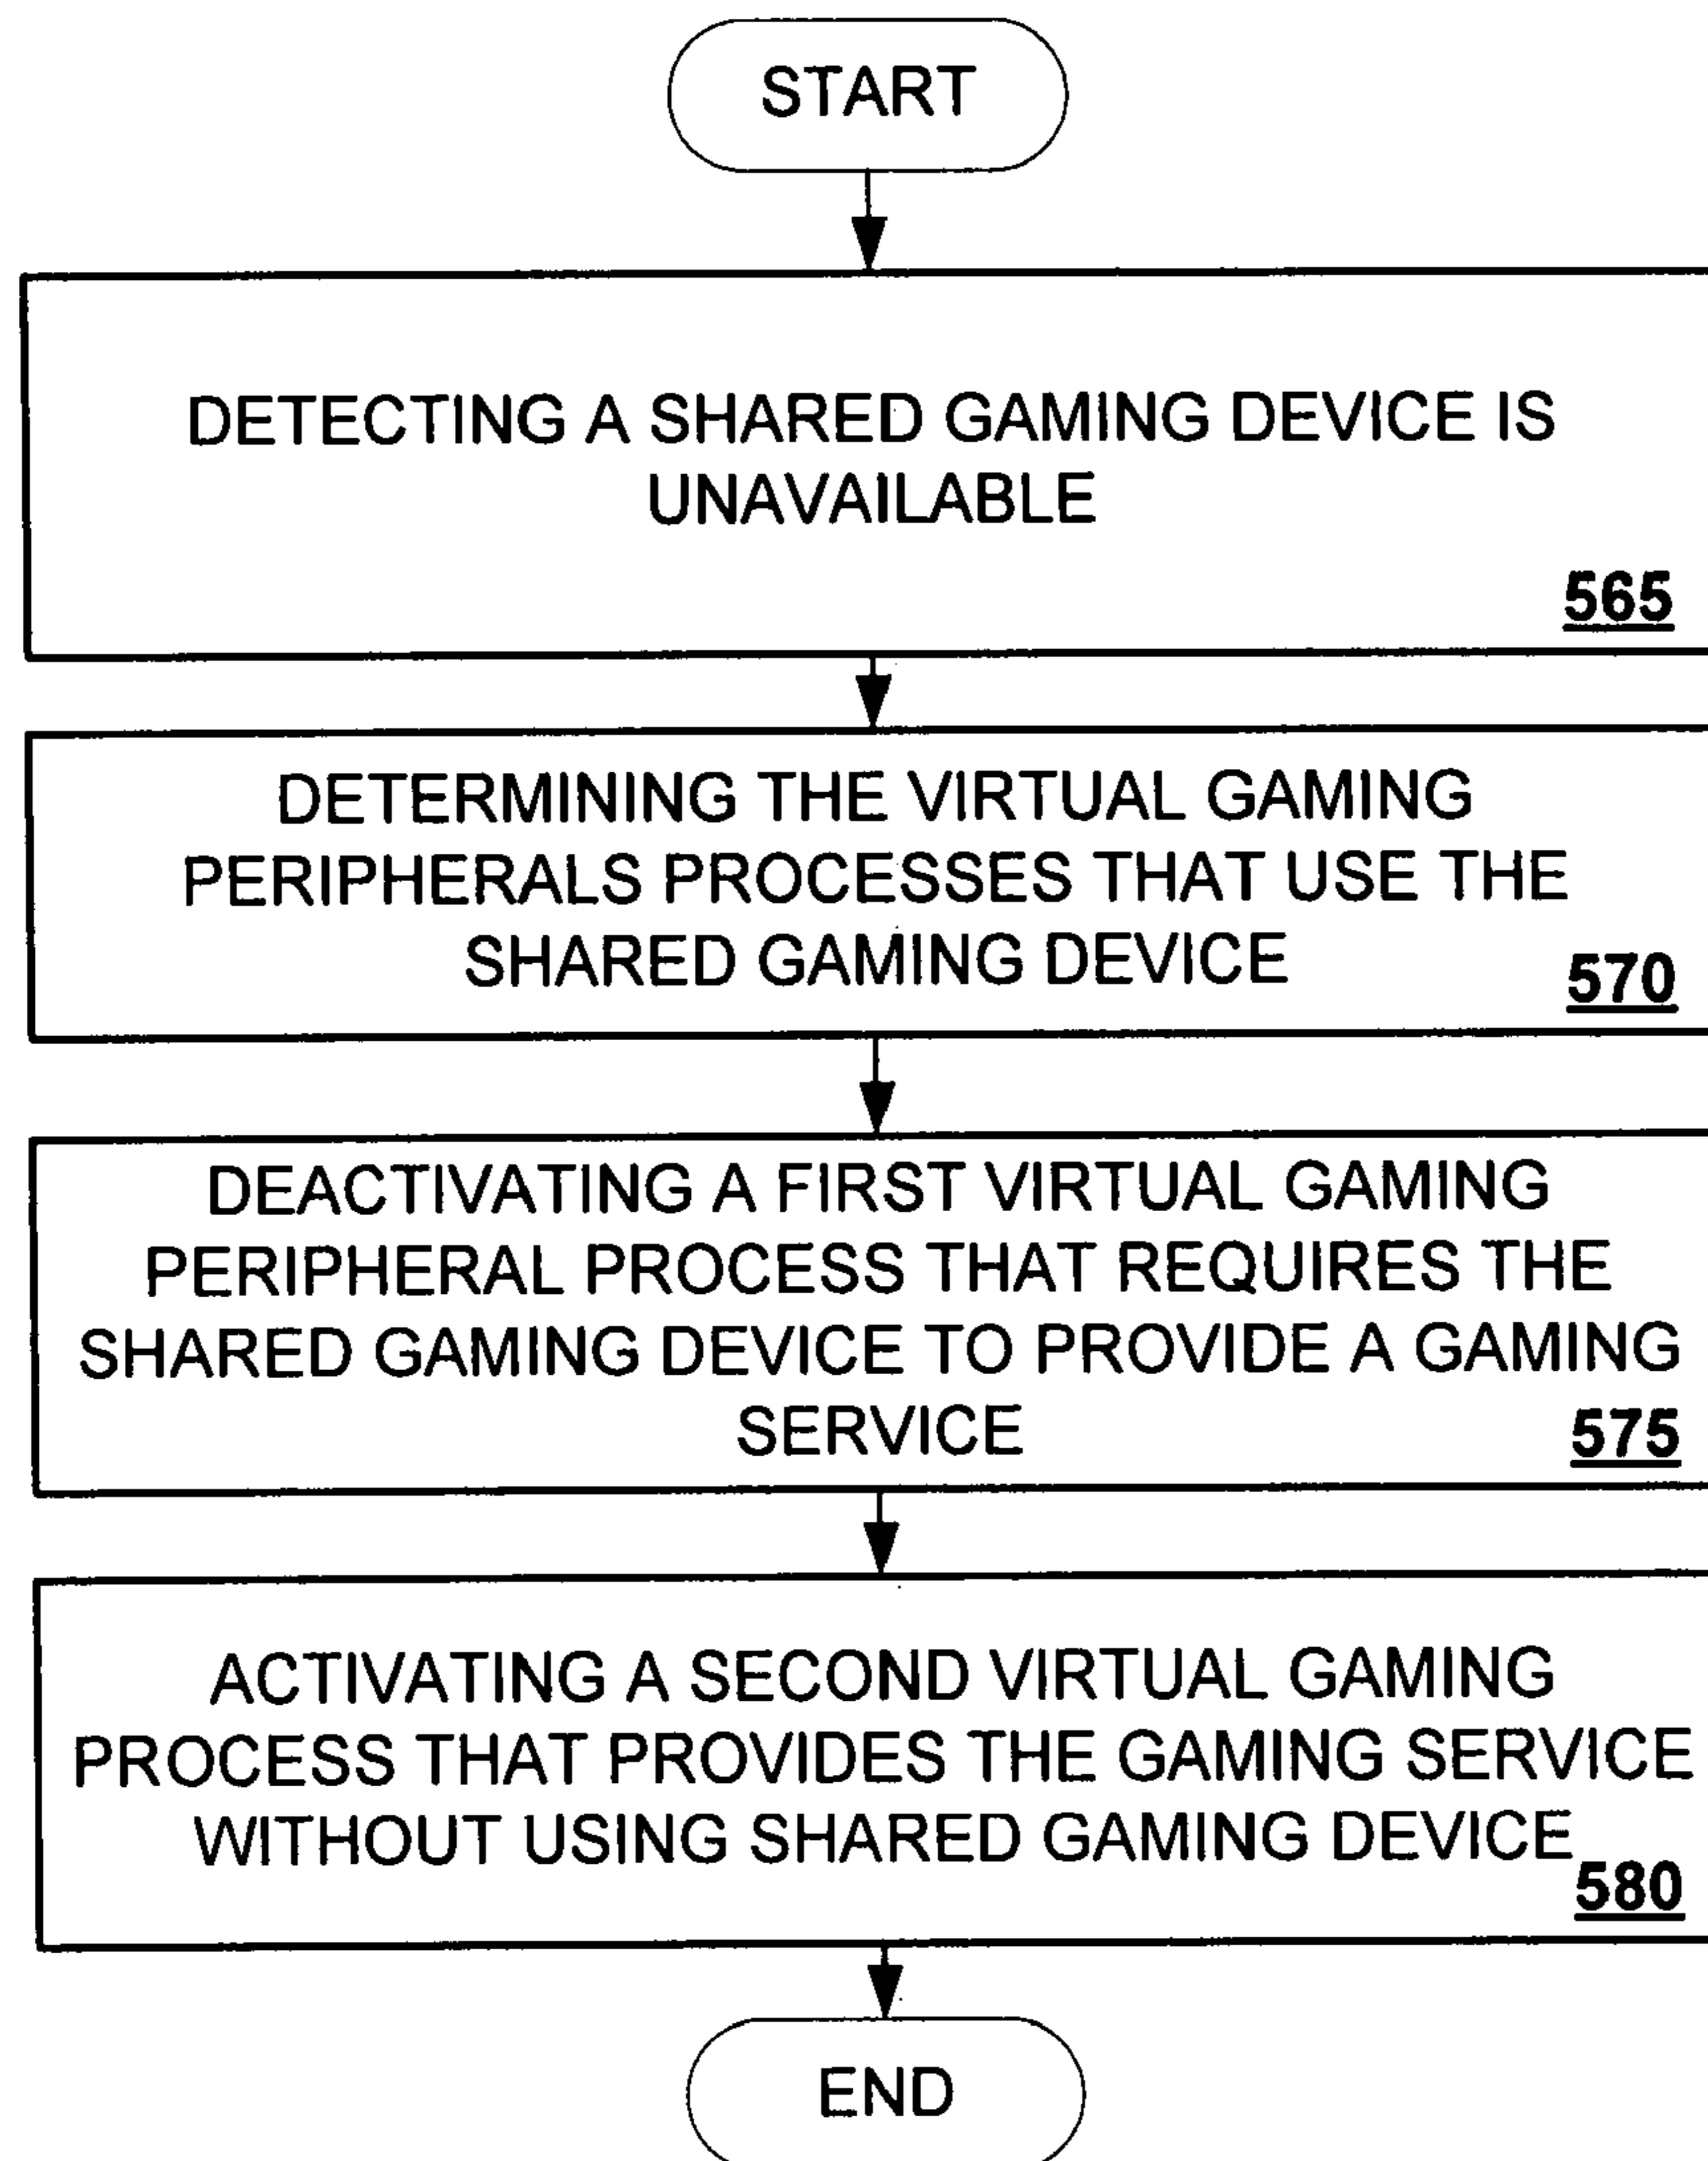 START
DETECTING A SHARED GAMING DEVICE IS
UNAVAILABLE
565
DETERMINING THE VIRTUAL GAMING
PERIPHERALS PROCESSES THAT USE THE
SHARED GAMING DEVICE
570
DEACTIVATING A FIRST VIRTUAL GAMING
PERIPHERAL PROCESS THAT REQUIRES THE
SHARED GAMING DEVICE TO PROVIDE A GAMING
SERVICE
575
ACTIVATING A SECOND VIRTUAL GAMING
PROCESS THAT PROVIDES THE GAMING SERVICE
WITHOUT USING SHARED GAMING DEVICE
580
END